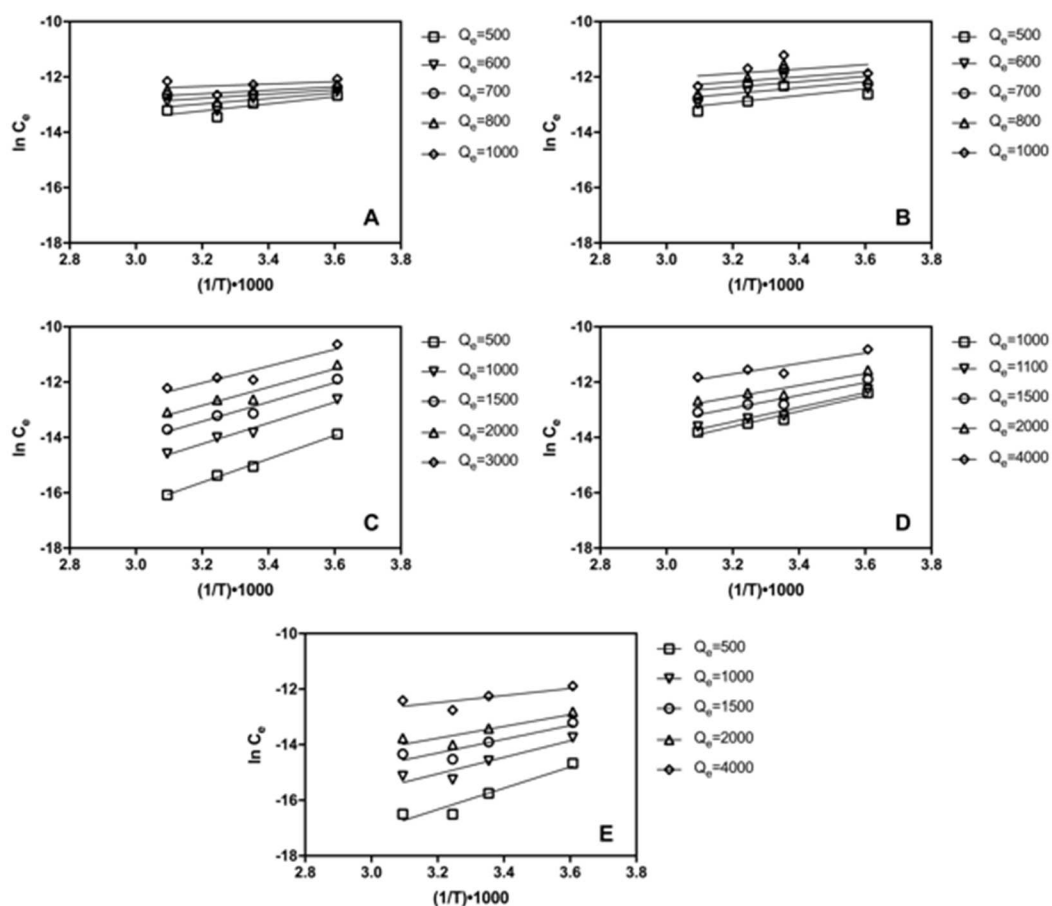 -10
-12
-14
-16
-18
ln Cₑ
2.8 3.0 3.2 3.4 3.6 3.8
(1/T)•1000
A
Qₑ=500
Qₑ=600
Qₑ=700
Qₑ=800
Qₑ=1000
-10
-12
-14
-16
-18
ln Cₑ
2.8 3.0 3.2 3.4 3.6 3.8
(1/T)•1000
B
Qₑ=500
Qₑ=600
Qₑ=700
Qₑ=800
Qₑ=1000
-10
-12
-14
-16
-18
ln Cₑ
2.8 3.0 3.2 3.4 3.6 3.8
(1/T)•1000
C
Qₑ=500
Qₑ=1000
Qₑ=1500
Qₑ=2000
Qₑ=3000
-10
-12
-14
-16
-18
ln Cₑ
2.8 3.0 3.2 3.4 3.6 3.8
(1/T)•1000
D
Qₑ=1000
Qₑ=1100
Qₑ=1500
Qₑ=2000
Qₑ=4000
-10
-12
-14
-16
-18
ln Cₑ
2.8 3.0 3.2 3.4 3.6 3.8
(1/T)•1000
E
Qₑ=500
Qₑ=1000
Qₑ=1500
Qₑ=2000
Qₑ=4000